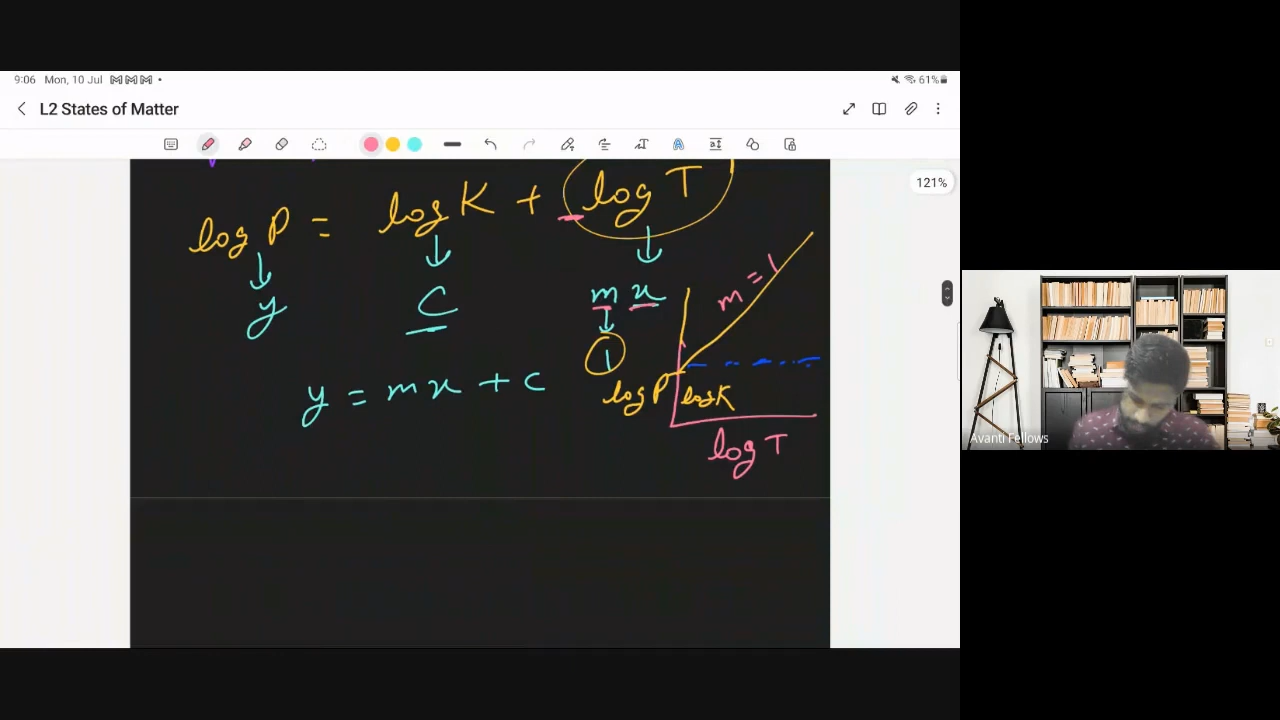 9:06 Mon, 10 Jul
61%
L2 States of Matter
121%
log P = log K + log T
y C m x
m = 1
1
y = mx + c
log P log K
log T
Avanti Fellows